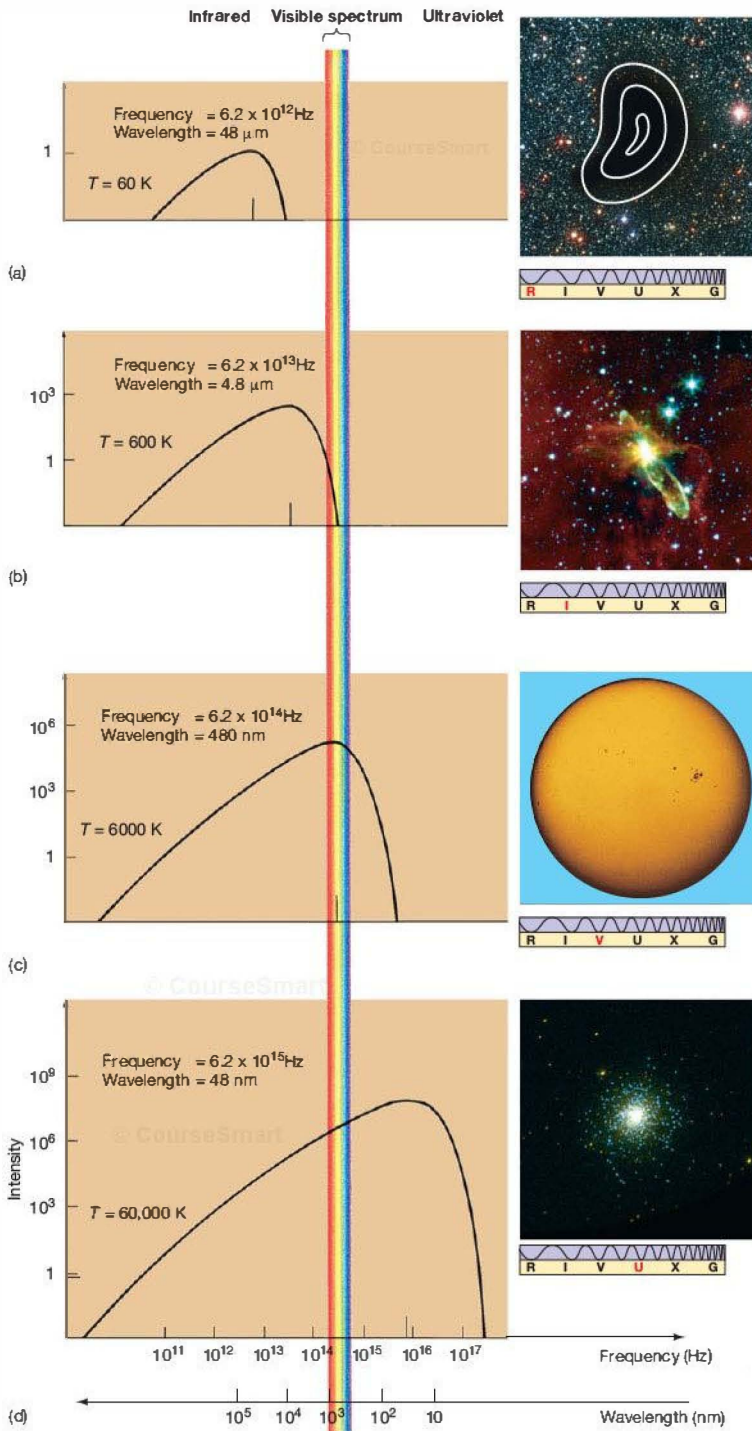 Infrared Visible spectrum Ultraviolet
Frequency = 6.2 x 10¹²Hz
Wavelength = 48 μm
© CourseSmart
1
T = 60 K
(a)
R I V U X G
Frequency = 6.2 x 10¹³Hz
Wavelength = 4.8 μm
10³
T = 600 K
1
(b)
R I V U X G
10⁶
Frequency = 6.2 x 10¹⁴Hz
Wavelength = 480 nm
10³
T = 6000 K
1
(c)
R I V U X G
© CourseSmart
Frequency = 6.2 x 10¹⁵Hz
Wavelength = 48 nm
10⁹
© CourseSmart
10⁶
Intensity
10³
T = 60,000 K
1
R I V U X G
10¹¹ 10¹² 10¹³ 10¹⁴ 10¹⁵ 10¹⁶ 10¹⁷ Frequency (Hz)
(d) 10⁵ 10⁴ 10³ 10² 10 Wavelength (nm)